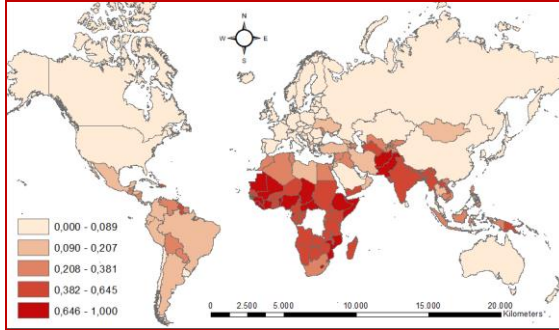 N
W E
S
0,000 - 0,089
0,090 - 0,207
0,208 - 0,381
0,382 - 0,645
0,646 - 1,000
0 2.500 5.000 10.000 15.000 20.000
Kilometers